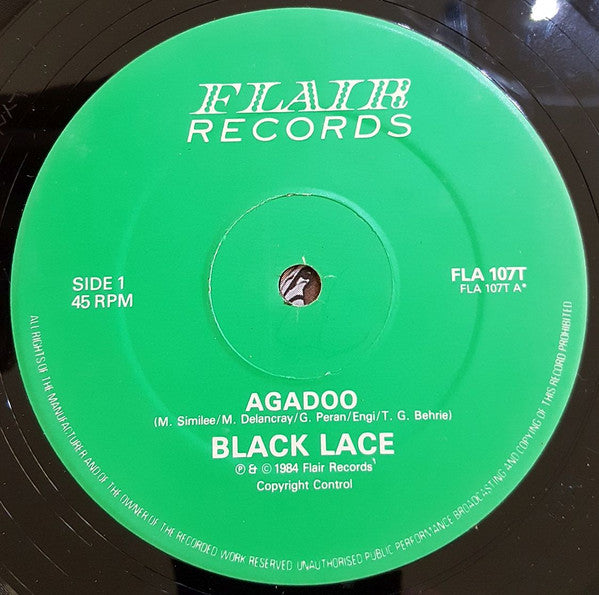 FLAIR
RECORDS
SIDE 1
45 RPM
FLA 107T
FLA 107T A*
AGADOO
(M. Similee/M. Delancray/G. Peran/Engi/T. G. Behrie)
BLACK LACE
℗ & © 1984 Flair Records
Copyright Control
ALL RIGHTS OF THE MANUFACTURER AND OF THE OWNER OF THE RECORDED WORK RESERVED. UNAUTHORISED PUBLIC PERFORMANCE BROADCASTING AND COPYING OF THIS RECORD PROHIBITED